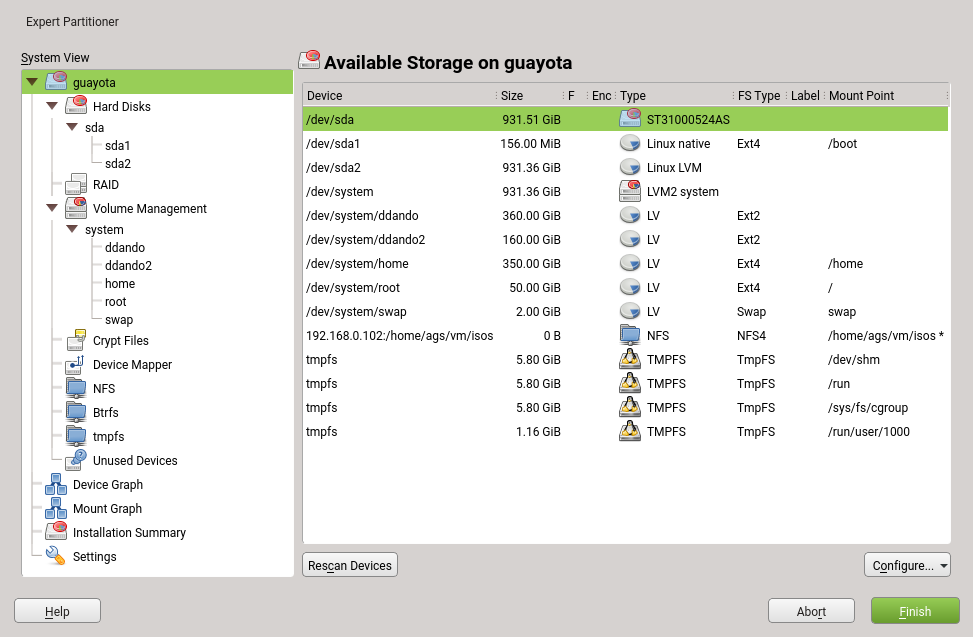 Expert Partitioner
System View
guayota
Hard Disks
sda
sda1
sda2
RAID
Volume Management
system
ddando
ddando2
home
root
swap
Crypt Files
Device Mapper
NFS
Btrfs
tmpfs
Unused Devices
Device Graph
Mount Graph
Installation Summary
Settings
Available Storage on guayota
Device Size F Enc Type FS Type Label Mount Point
/dev/sda 931.51 GiB ST31000524AS
/dev/sda1 156.00 MiB Linux native Ext4 /boot
/dev/sda2 931.36 GiB Linux LVM
/dev/system 931.36 GiB LVM2 system
/dev/system/ddando 360.00 GiB LV Ext2
/dev/system/ddando2 160.00 GiB LV Ext2
/dev/system/home 350.00 GiB LV Ext4 /home
/dev/system/root 50.00 GiB LV Ext4 /
/dev/system/swap 2.00 GiB LV Swap swap
192.168.0.102:/home/ags/vm/isos 0 B NFS NFS4 /home/ags/vm/isos *
tmpfs 5.80 GiB TMPFS TmpFS /dev/shm
tmpfs 5.80 GiB TMPFS TmpFS /run
tmpfs 5.80 GiB TMPFS TmpFS /sys/fs/cgroup
tmpfs 1.16 GiB TMPFS TmpFS /run/user/1000
Rescan Devices Configure...
Help Abort Finish